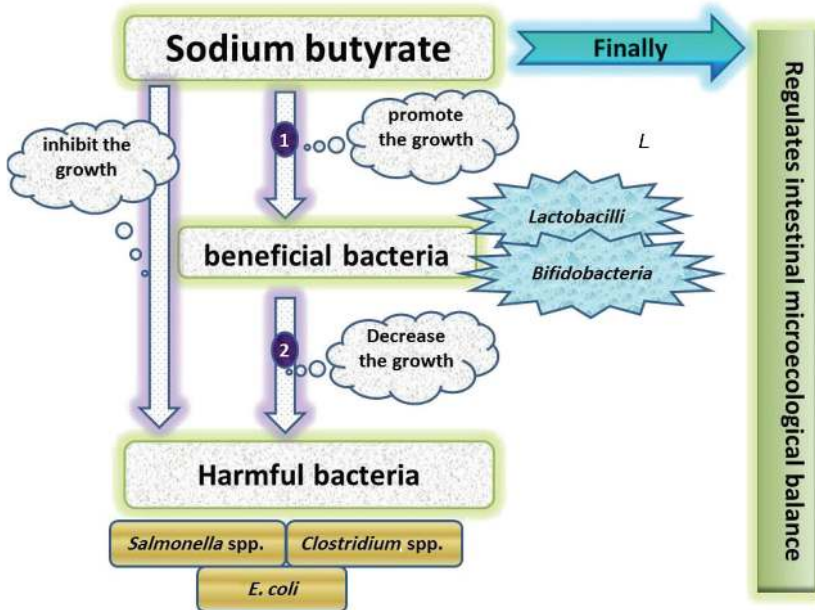 Sodium butyrate
Finally
inhibit the
growth
1
promote
the growth
L
Lactobacilli
beneficial bacteria
Bifidobacteria
2
Decrease
the growth
Harmful bacteria
Salmonella spp.
Clostridium spp.
E. coli
Regulates intestinal microecological balance